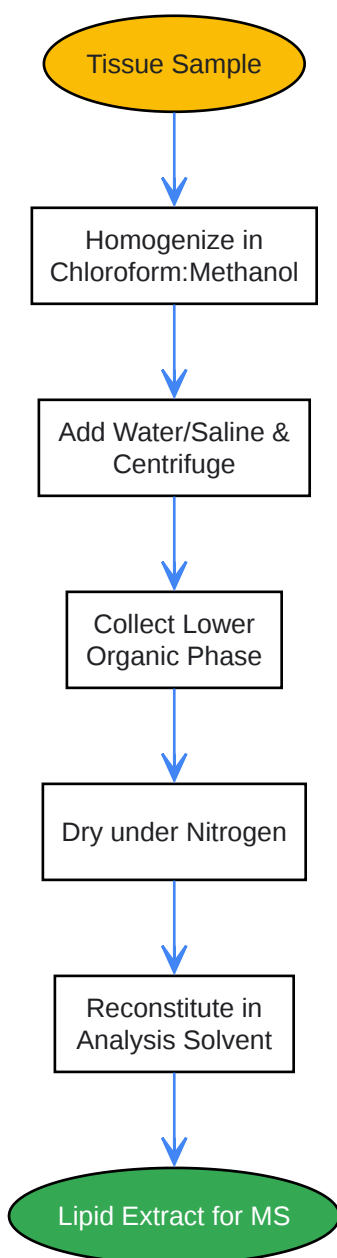 Tissue Sample
Homogenize in
Chloroform:Methanol
Add Water/Saline &
Centrifuge
Collect Lower
Organic Phase
Dry under Nitrogen
Reconstitute in
Analysis Solvent
Lipid Extract for MS